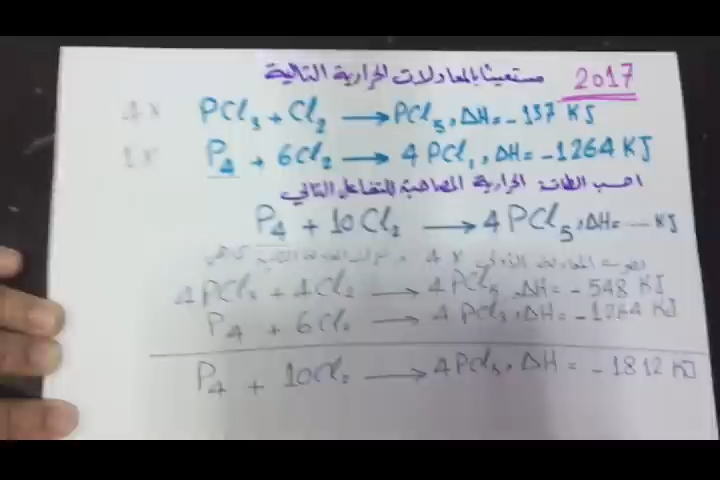 2017 مستعينًا بالمعادلات الحرارية التالية
4x PCl₃ + Cl₂ → PCl₅, ΔH = -137 KJ
1x P₄ + 6Cl₂ → 4PCl₃, ΔH = -1264 KJ
احسب الطاقة الحرارية المصاحبة للتفاعل التالي
P₄ + 10Cl₂ → 4PCl₅, ΔH = ---- KJ
4x
4PCl₃ + 4Cl₂ → 4PCl₅, ΔH = -548 KJ
P₄ + 6Cl₂ → 4PCl₃, ΔH = -1264 KJ
P₄ + 10Cl₂ → 4PCl₅, ΔH = -1812 KJ